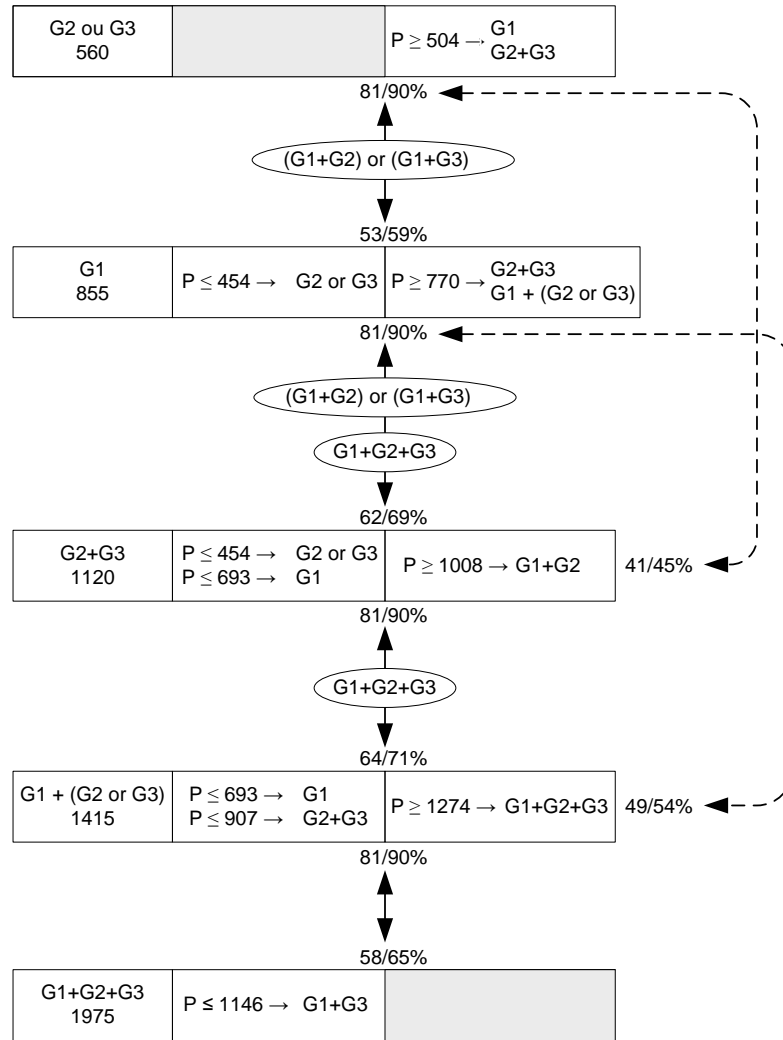 G2 ou G3
560
P ≥ 504 → G1
G2+G3
81/90%
(G1+G2) or (G1+G3)
53/59%
G1
855
P ≤ 454 → G2 or G3
P ≥ 770 → G2+G3
G1 + (G2 or G3)
81/90%
(G1+G2) or (G1+G3)
G1+G2+G3
62/69%
G2+G3
1120
P ≤ 454 → G2 or G3
P ≤ 693 → G1
P ≥ 1008 → G1+G2
41/45%
81/90%
G1+G2+G3
64/71%
G1 + (G2 or G3)
1415
P ≤ 693 → G1
P ≤ 907 → G2+G3
P ≥ 1274 → G1+G2+G3
49/54%
81/90%
58/65%
G1+G2+G3
1975
P ≤ 1146 → G1+G3